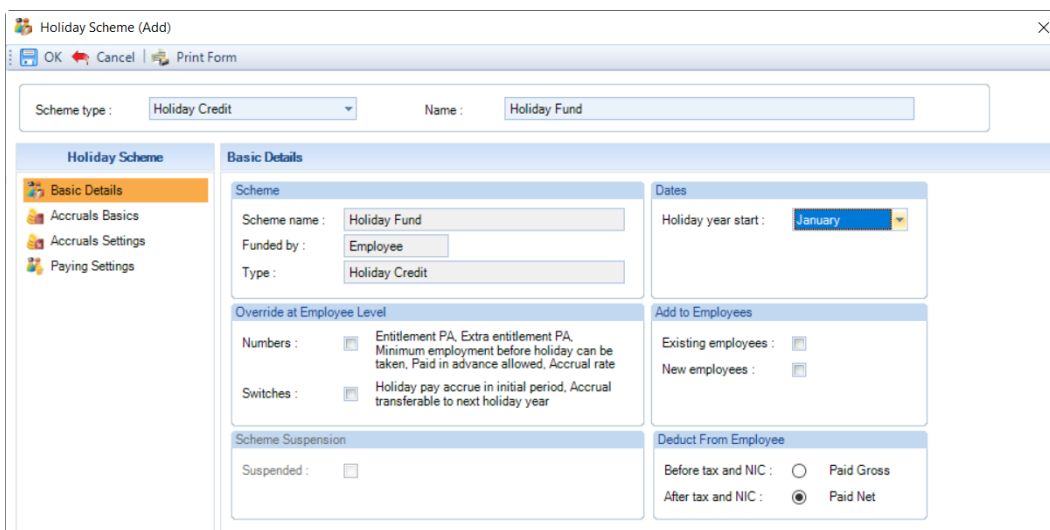 Holiday Scheme (Add)
OK Cancel Print Form
Scheme type : Holiday Credit Name : Holiday Fund
Holiday Scheme
Basic Details
Accruals Basics
Accruals Settings
Paying Settings
Basic Details
Scheme
Scheme name : Holiday Fund
Funded by : Employee
Type : Holiday Credit
Dates
Holiday year start : January
Override at Employee Level
Numbers : Entitlement PA, Extra entitlement PA,
Minimum employment before holiday can be
taken, Paid in advance allowed, Accrual rate
Switches : Holiday pay accrue in initial period, Accrual
transferable to next holiday year
Add to Employees
Existing employees :
New employees :
Scheme Suspension
Suspended :
Deduct From Employee
Before tax and NIC : Paid Gross
After tax and NIC : Paid Net